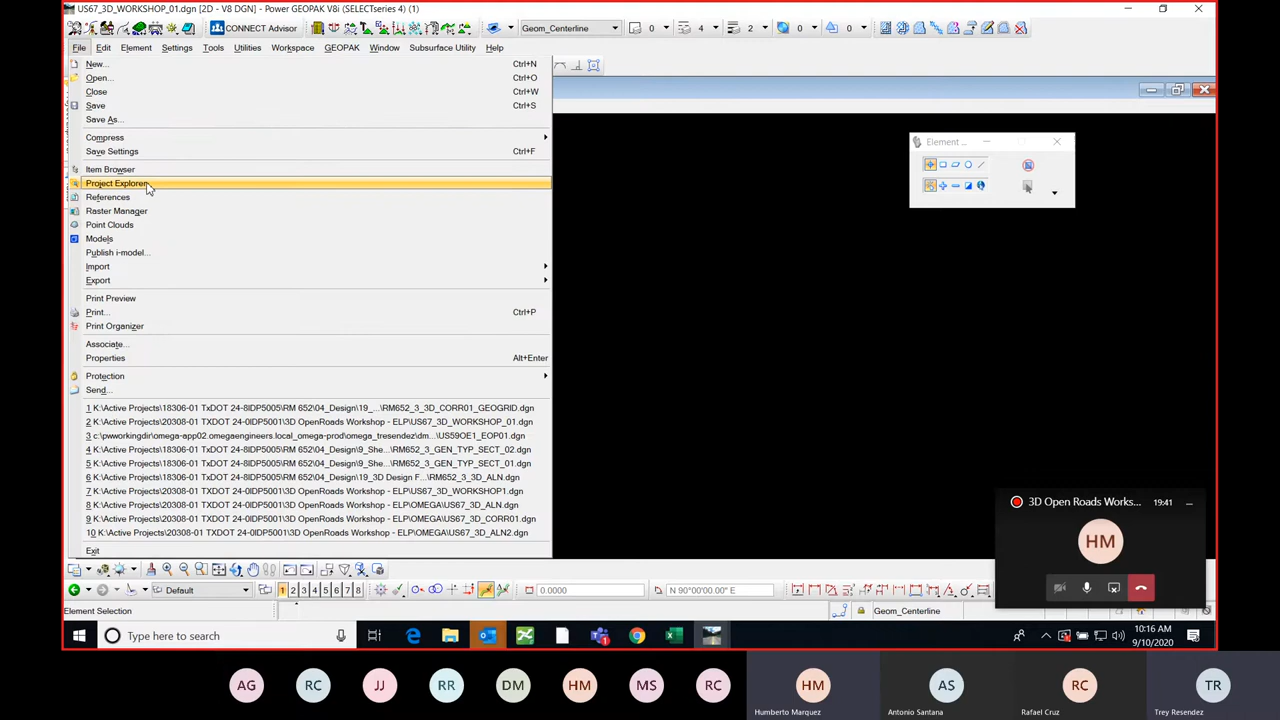 US67_3D_WORKSHOP_01.dgn [2D - V8 DGN] - Power GEOPAK V8i (SELECTseries 4) (1)
CONNECT Advisor
Geom_Centerline 0 4 2 0 0
File Edit Element Settings Tools Utilities Workspace GEOPAK Window Subsurface Utility Help
New... Ctrl+N
Open... Ctrl+O
Close Ctrl+W
Save Ctrl+S
Save As...
Compress
Save Settings Ctrl+F
Item Browser
Project Explorer
References
Raster Manager
Point Clouds
Models
Publish i-model...
Import
Export
Print Preview
Print... Ctrl+P
Print Organizer
Associate...
Properties Alt+Enter
Protection
Send...
1 K:\Active Projects\18306-01 TxDOT 24-8IDP5005\RM 652\04_Design\19_...\RM652_3_3D_CORR01_GEOGRID.dgn
2 K:\Active Projects\20308-01 TXDOT 24-0IDP5001\3D OpenRoads Workshop - ELP\US67_3D_WORKSHOP_01.dgn
3 c:\pwworkingdir\omega-app02.omegaengineers.local_omega-prod\omega_tresendez\dm...\US59OE1_EOP01.dgn
4 K:\Active Projects\18306-01 TxDOT 24-8IDP5005\RM 652\04_Design\9_She...\RM652_3_GEN_TYP_SECT_02.dgn
5 K:\Active Projects\18306-01 TxDOT 24-8IDP5005\RM 652\04_Design\9_She...\RM652_3_GEN_TYP_SECT_01.dgn
6 K:\Active Projects\18306-01 TxDOT 24-8IDP5005\RM 652\04_Design\19_3D Design F...\RM652_3_3D_ALN.dgn
7 K:\Active Projects\20308-01 TXDOT 24-0IDP5001\3D OpenRoads Workshop - ELP\US67_3D_WORKSHOP1.dgn
8 K:\Active Projects\20308-01 TXDOT 24-0IDP5001\3D OpenRoads Workshop - ELP\OMEGA\US67_3D_ALN.dgn
9 K:\Active Projects\20308-01 TXDOT 24-0IDP5001\3D OpenRoads Workshop - ELP\OMEGA\US67_3D_CORR01.dgn
10 K:\Active Projects\20308-01 TXDOT 24-0IDP5001\3D OpenRoads Workshop - ELP\OMEGA\US67_3D_ALN2.dgn
Exit
Element ...
3D Open Roads Works... 19:41
HM
Default 1 2 3 4 5 6 7 8 0.0000 N 90°00'00.00" E
Element Selection Geom_Centerline
Type here to search
10:16 AM
9/10/2020
AG RC JJ RR DM HM MS RC HM AS RC TR
Humberto Marquez Antonio Santana Rafael Cruz Trey Resendez